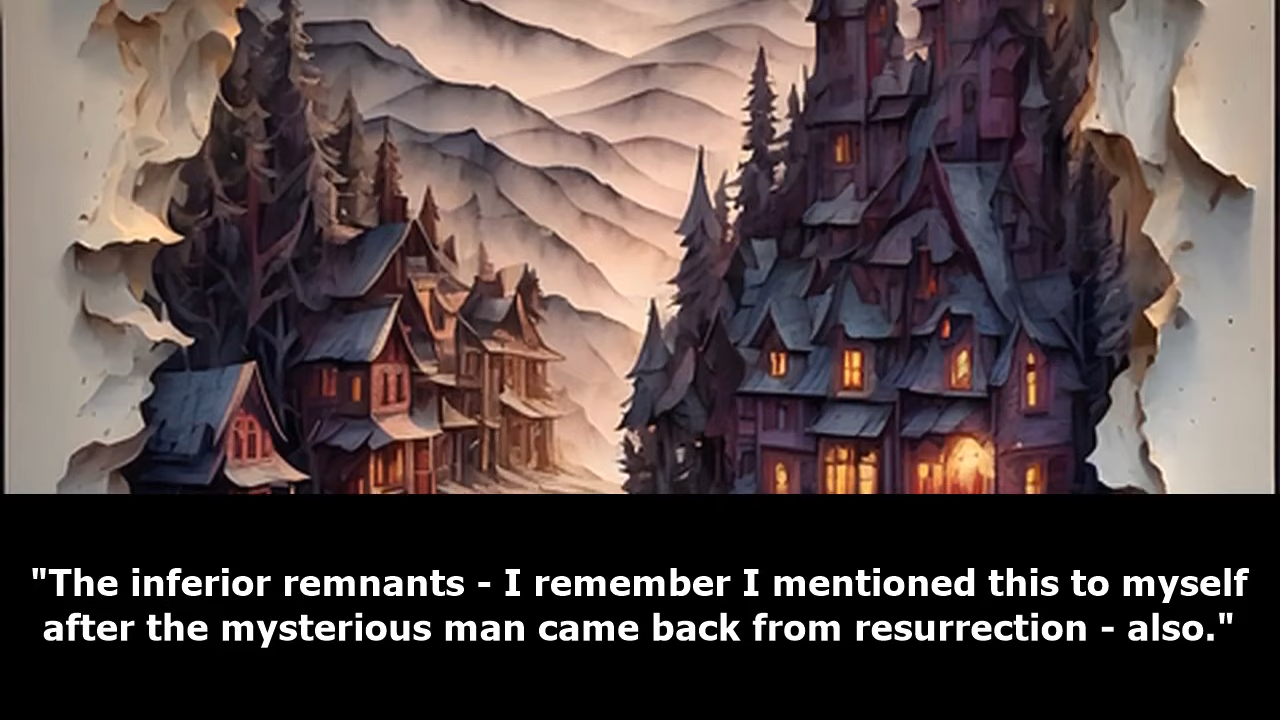 "The inferior remnants - I remember I mentioned this to myself
after the mysterious man came back from resurrection - also."